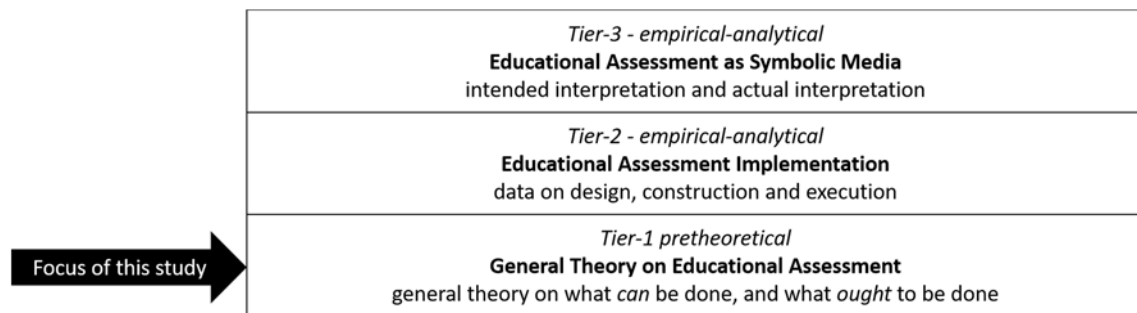 Tier-3 - empirical-analytical
Educational Assessment as Symbolic Media
intended interpretation and actual interpretation
Tier-2 - empirical-analytical
Educational Assessment Implementation
data on design, construction and execution
Tier-1 pretheoretical
Focus of this study
General Theory on Educational Assessment
general theory on what can be done, and what ought to be done